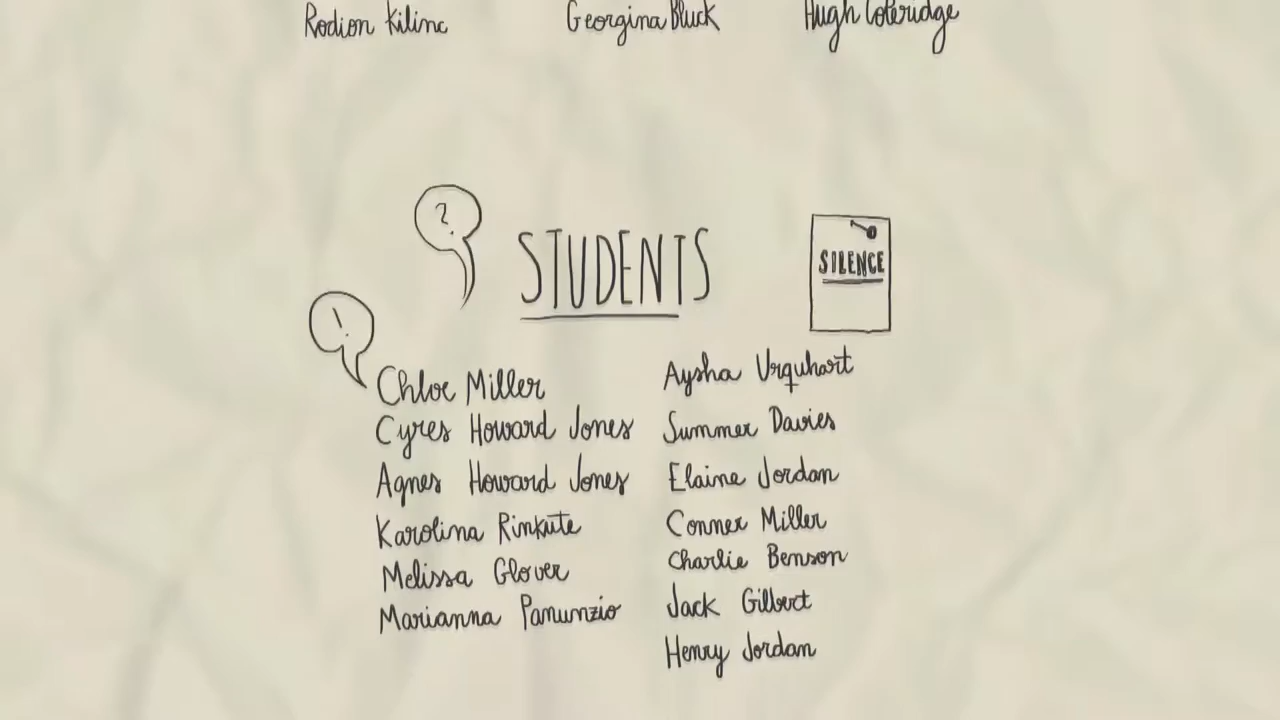 Rodion Kilinc
Georgina Bluck
Hugh Coleridge
?
STUDENTS
SILENCE
!
Chloe Miller
Cyres Howard Jones
Agnes Howard Jones
Karolina Rinkute
Melissa Glover
Marianna Panunzio
Aysha Urquhart
Summer Davies
Elaine Jordan
Conner Miller
Charlie Benson
Jack Gilbert
Henry Jordan